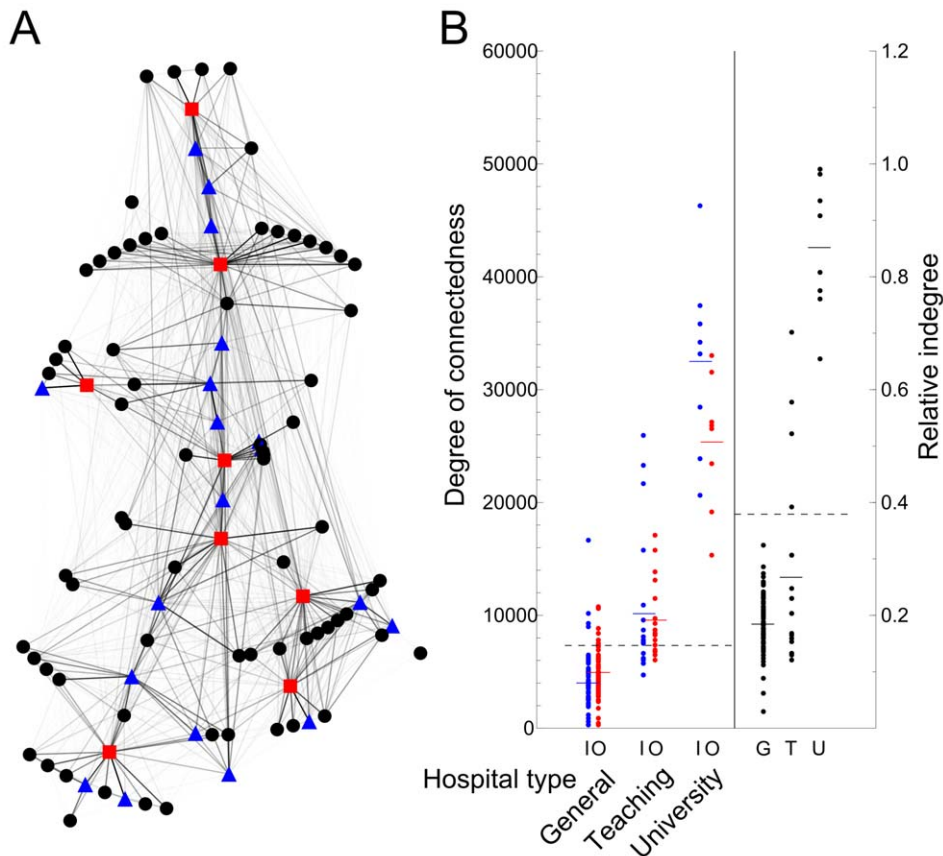 A
B
60000
50000
40000
30000
20000
10000
0
Degree of connectedness
1.2
1.0
0.8
0.6
0.4
0.2
Relative indegree
I O I O I O G T U
Hospital type
General
Teaching
University